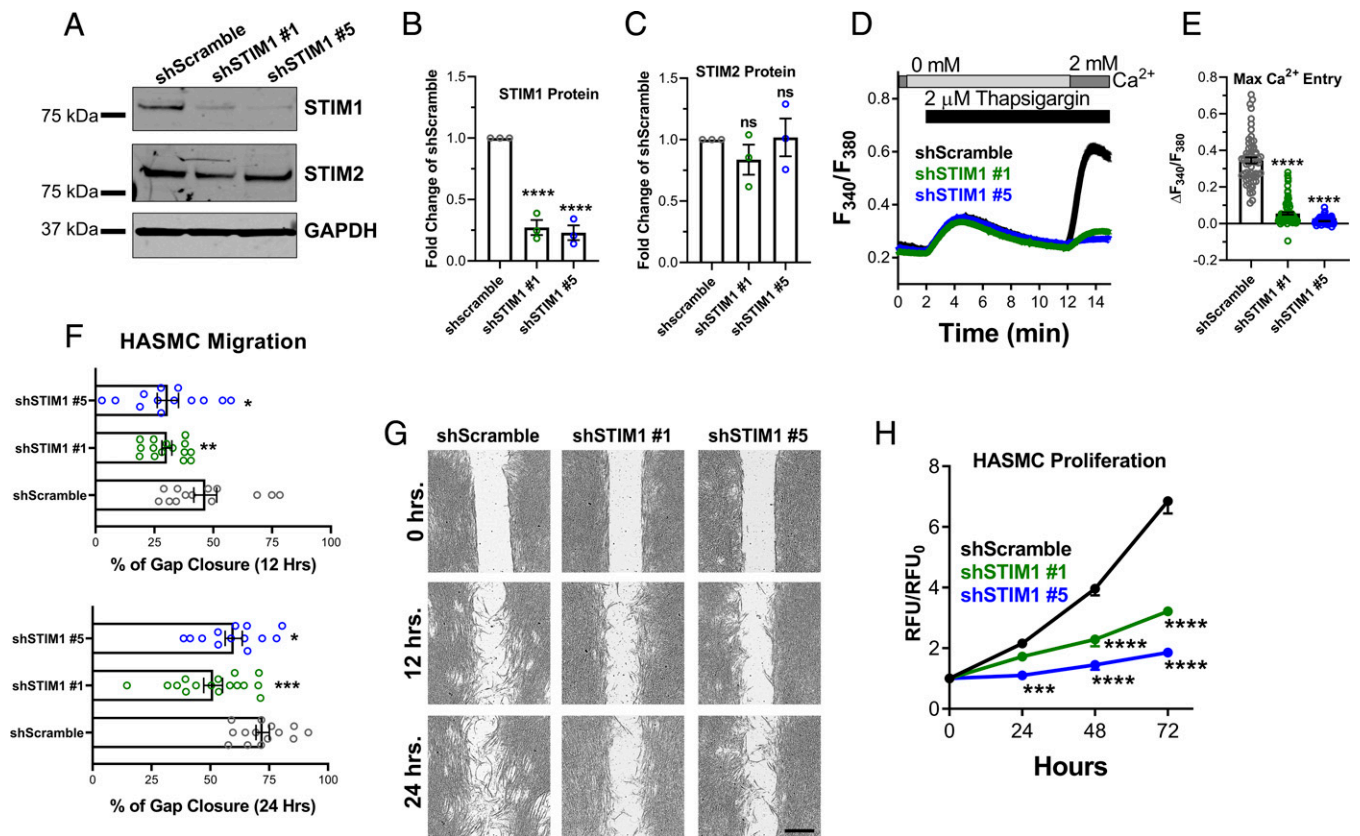 A
shScramble
shSTIM1 #1
shSTIM1 #5
75 kDa
STIM1
75 kDa
STIM2
37 kDa
GAPDH
B
STIM1 Protein
Fold Change of shScramble
1.5
1.0
0.5
0.0
****
****
shscramble
shSTIM1 #1
shSTIM1 #5
C
STIM2 Protein
Fold Change of shScramble
1.5
1.0
0.5
0.0
ns
ns
shscramble
shSTIM1 #1
shSTIM1 #5
D
0 mM
2 mM
Ca2+
2 μM Thapsigargin
shScramble
shSTIM1 #1
shSTIM1 #5
F340/F380
0.8
0.6
0.4
0.2
0 2 4 6 8 10 12 14
Time (min)
E
Max Ca2+ Entry
ΔF340/F380
0.8
0.6
0.4
0.2
0.0
-0.2
****
****
shScramble
shSTIM1 #1
shSTIM1 #5
F
HASMC Migration
shSTIM1 #5
*
shSTIM1 #1
**
shScramble
0 25 50 75 100
% of Gap Closure (12 Hrs)
shSTIM1 #5
*
shSTIM1 #1
***
shScramble
0 25 50 75 100
% of Gap Closure (24 Hrs)
G
shScramble shSTIM1 #1 shSTIM1 #5
0 hrs.
12 hrs.
24 hrs.
H
HASMC Proliferation
shScramble
shSTIM1 #1
shSTIM1 #5
RFU/RFU0
8
6
4
2
0
****
****
***
****
****
0 24 48 72
Hours